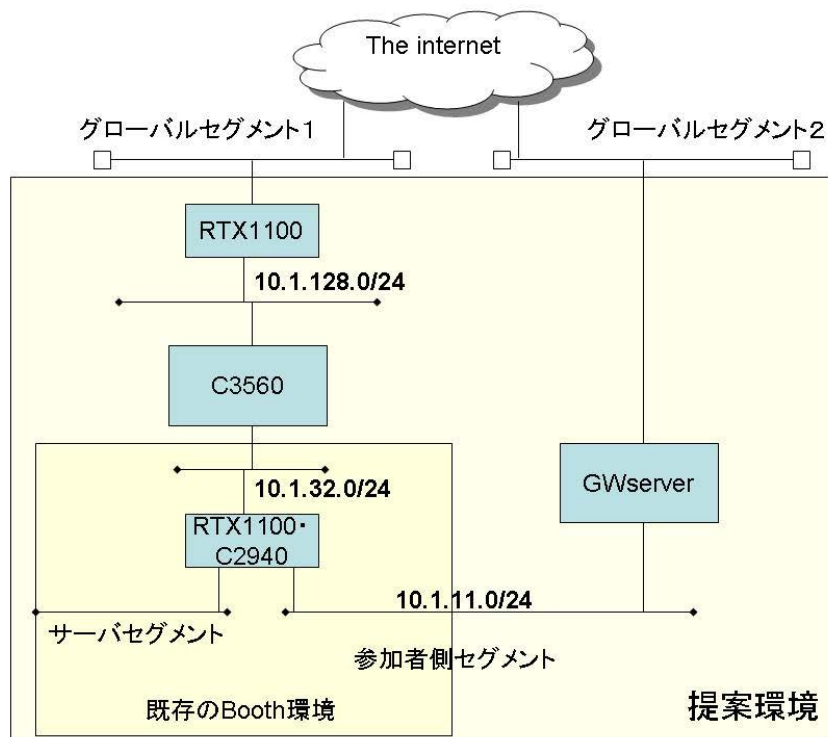 The internet
グローバルセグメント1
グローバルセグメント2
RTX1100
10.1.128.0/24
C3560
10.1.32.0/24
GWserver
RTX1100・
C2940
10.1.11.0/24
サーバセグメント
参加者側セグメント
既存のBooth環境
提案環境